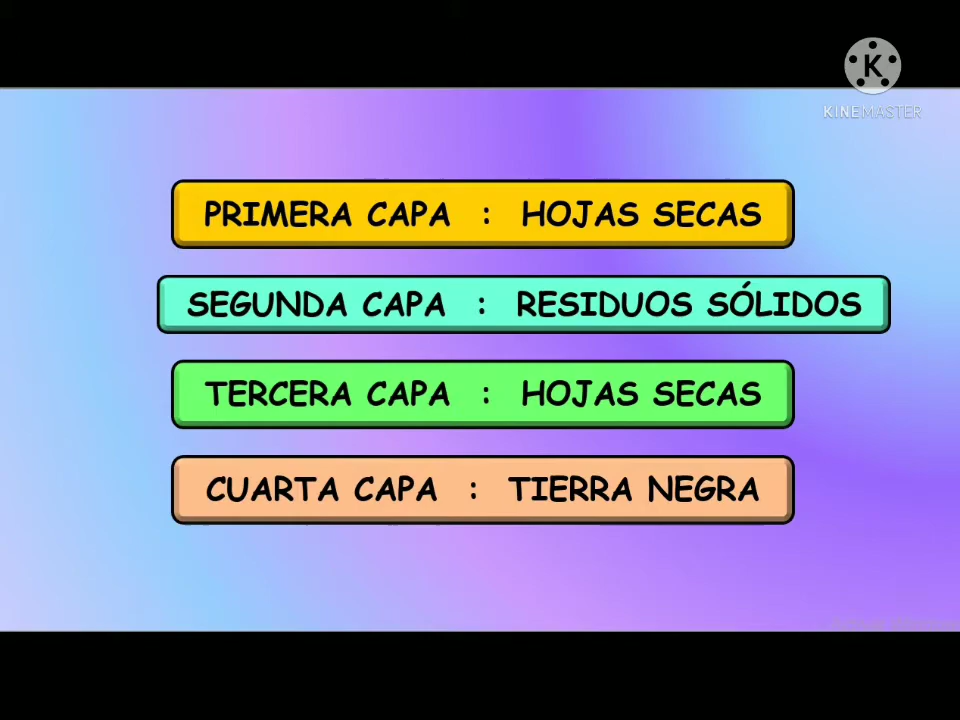 KINEMASTER
PRIMERA CAPA : HOJAS SECAS
SEGUNDA CAPA : RESIDUOS SÓLIDOS
TERCERA CAPA : HOJAS SECAS
CUARTA CAPA : TIERRA NEGRA